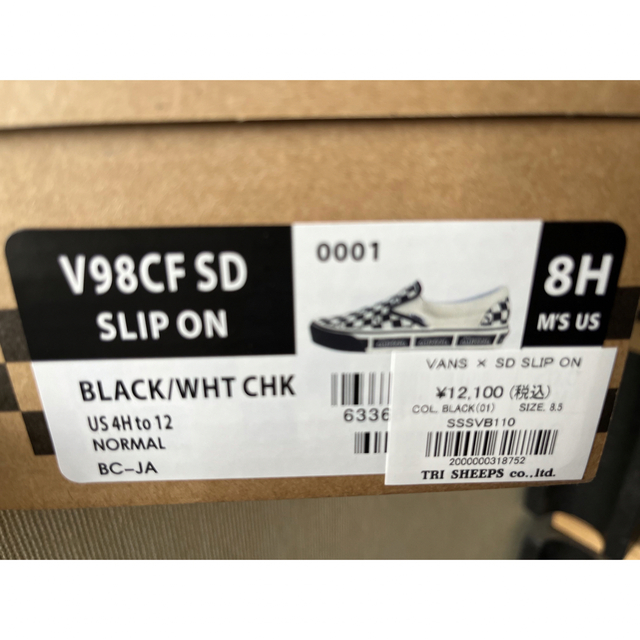 V98CF SD
SLIP ON
0001
8H
M'S US
BLACK/WHT CHK
US 4H to 12
NORMAL
BC-JA
6336
VANS × SD SLIP ON
¥12,100 (税込)
COL. BLACK(01) SIZE. 8.5
SSSVB110
2000000318752
TRI SHEEPS co.,ltd.